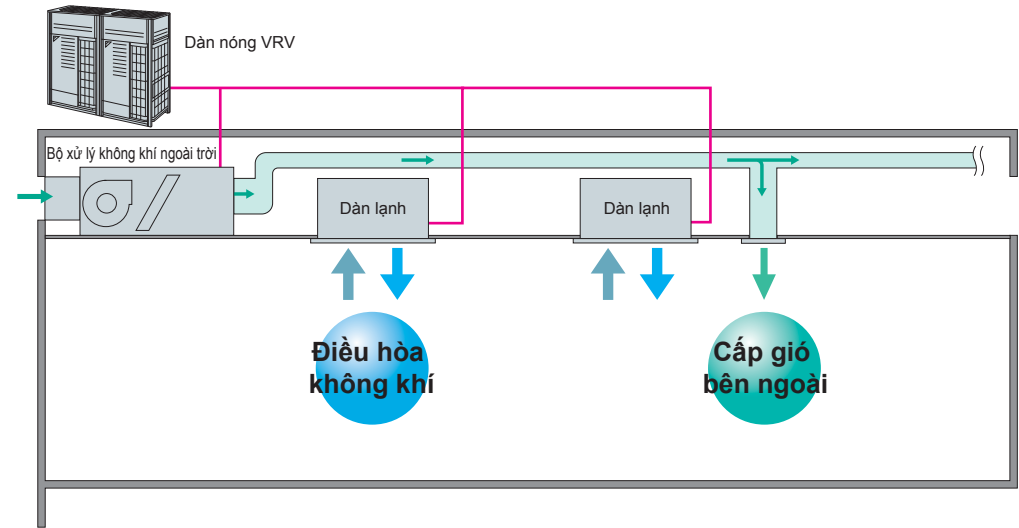 Dàn nóng VRV
Bộ xử lý không khí ngoài trời
Dàn lạnh
Dàn lạnh
Điều hòa
không khí
Cấp gió
bên ngoài